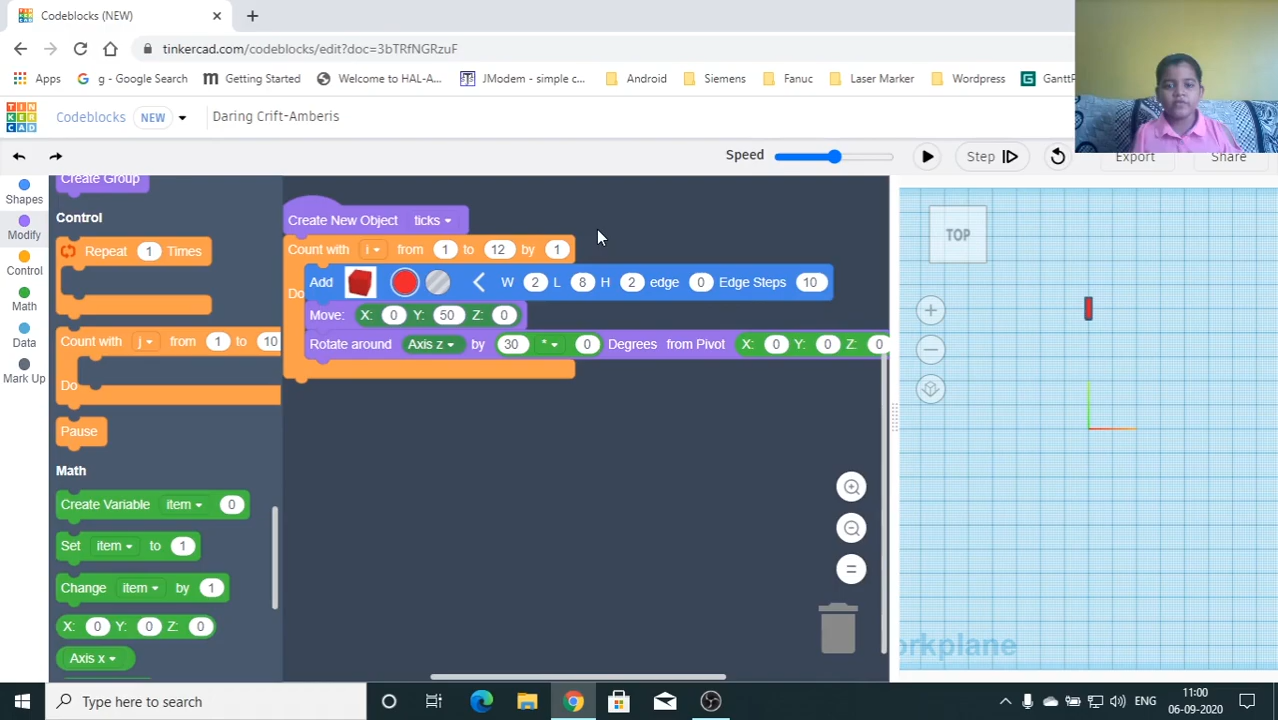 Codeblocks (NEW)
tinkercad.com/codeblocks/edit?doc=3bTRfNGRzuF
Apps
g - Google Search
Getting Started
Welcome to HAL-A...
JModem - simple c...
Android
Siemens
Fanuc
Laser Marker
Wordpress
GanttP
TIN
KER
CAD
Codeblocks
NEW
Daring Crift-Amberis
Speed
Step
Export
Share
Shapes
Modify
Control
Math
Data
Mark Up
Create Group
Control
Repeat 1 Times
Count with j from 1 to 10
Do
Pause
Math
Create Variable item 0
Set item to 1
Change item by 1
X: 0 Y: 0 Z: 0
Axis x
Create New Object ticks
Count with i from 1 to 12 by 1
Do
Add W 2 L 8 H 2 edge 0 Edge Steps 10
Move: X: 0 Y: 50 Z: 0
Rotate around Axis z by 30 * 0 Degrees from Pivot X: 0 Y: 0 Z: 0
TOP
orkplane
Type here to search
ENG
11:00
06-09-2020